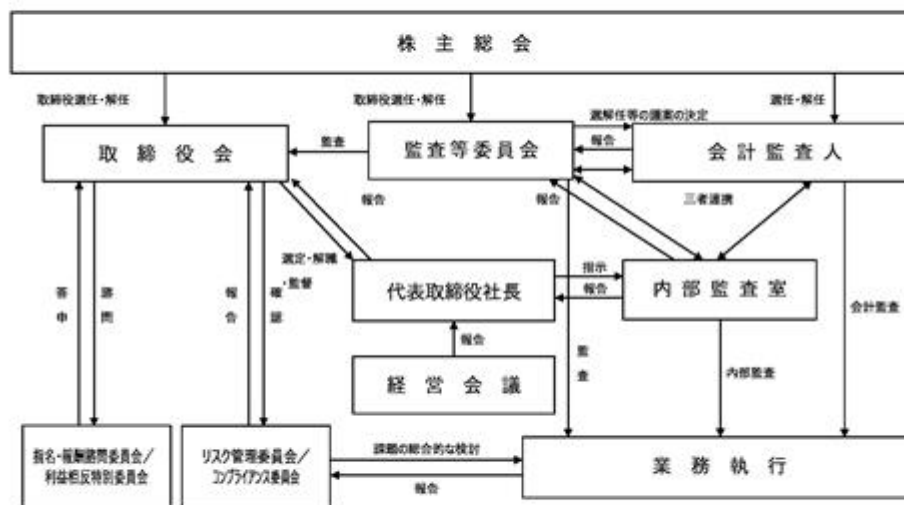 株主総会
取締役選任・解任
取締役選任・解任
選任・解任
選解任等の議案の決定
取締役会
監査
監査等委員会
報告
会計監査人
報告
報告
三者連携
選定・解職
・監督
代表取締役社長
指示
報告
内部監査室
答申
諮問
報告
確認
報告
経営会議
監査
内部監査
会計監査
指名・報酬諮問委員会／
利益相反特別委員会
リスク管理委員会／
コンプライアンス委員会
課題の総合的な検討
報告
業務執行